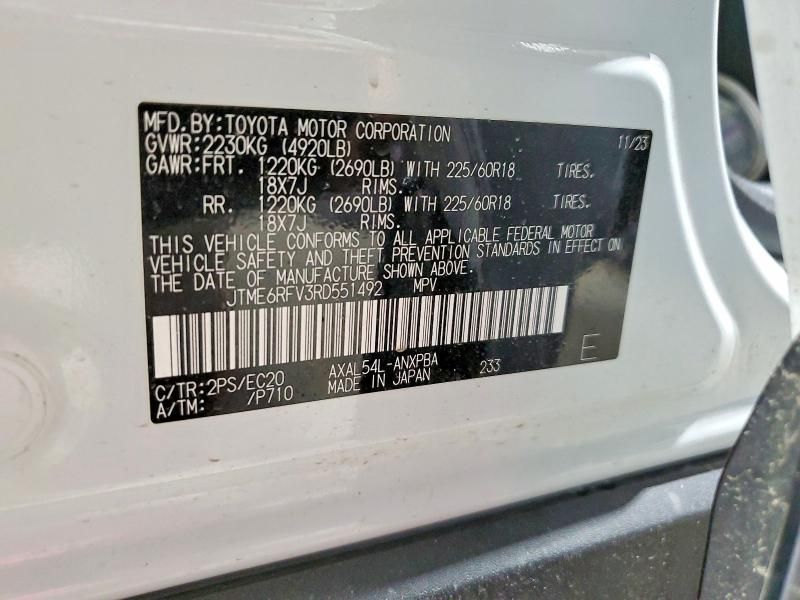 MFD. BY:TOYOTA MOTOR CORPORATION 11/23
GVWR:2230KG (4920LB)
GAWR:FRT. 1220KG (2690LB) WITH 225/60R18 TIRES.
18X7J RIMS.
RR. 1220KG (2690LB) WITH 225/60R18 TIRES.
18X7J RIMS.
THIS VEHICLE CONFORMS TO ALL APPLICABLE FEDERAL MOTOR
VEHICLE SAFETY AND THEFT PREVENTION STANDARDS IN EFFECT ON
THE DATE OF MANUFACTURE SHOWN ABOVE.
JTME6RFV3RD551492 MPV
C/TR:2PS/EC20 AXAL54L-ANXPBA 233 E
A/TM: /P710 MADE IN JAPAN